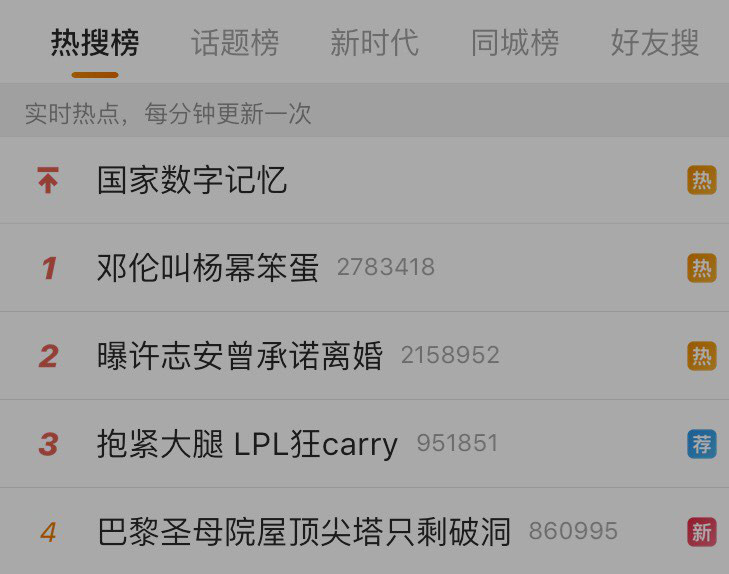 热搜榜 话题榜 新时代 同城榜 好友搜
实时热点，每分钟更新一次
国家数字记忆 热
1 邓伦叫杨幂笨蛋 2783418 热
2 曝许志安曾承诺离婚 2158952 热
3 抱紧大腿 LPL狂carry 951851 荐
4 巴黎圣母院屋顶尖塔只剩破洞 860995 新